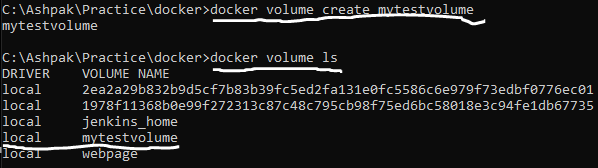 C:\Ashpak\Practice\docker>docker volume create mytestvolume
mytestvolume
C:\Ashpak\Practice\docker>docker volume ls
DRIVER VOLUME NAME
local 2ea2a29b832b9d5cf7b83b39fc5ed2fa131e0fc5586c6e979f73edbf0776ec01
local 1978f11368b0e99f272313c87c48c795cb98f75ed6bc58018e3c94fe1db67735
local jenkins_home
local mytestvolume
local webpage